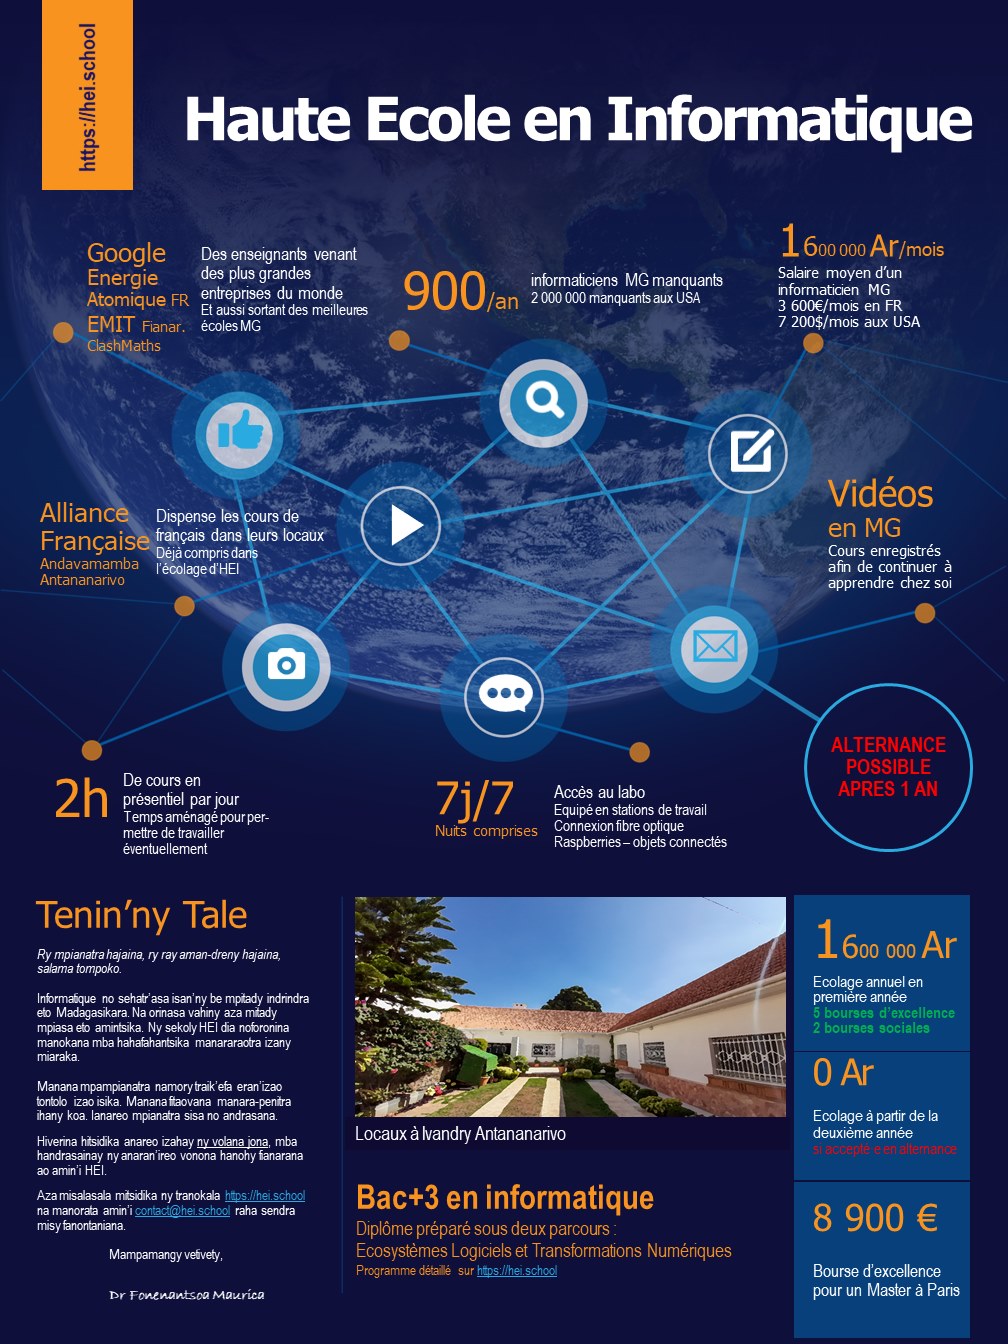 https://hei.school
Haute Ecole en Informatique
Google
Energie
Atomique FR
EMIT Fianar.
ClashMaths
Des enseignants venant
des plus grandes
entreprises du monde
Et aussi sortant des meilleures
écoles MG
900/an
informaticiens MG manquants
2 000 000 manquants aux USA
1600 000 Ar/mois
Salaire moyen d’un
informaticien MG
3 600€/mois en FR
7 200$/mois aux USA
Alliance
Française
Andavamamba
Antananarivo
Dispense les cours de
français dans leurs locaux
Déjà compris dans
l’écolage d’HEI
Vidéos
en MG
Cours enregistrés
afin de continuer à
apprendre chez soi
2h
De cours en
présentiel par jour
Temps aménagé pour per-
mettre de travailler
éventuellement
7j/7
Nuits comprises
Accès au labo
Equipé en stations de travail
Connexion fibre optique
Raspberries – objets connectés
ALTERNANCE
POSSIBLE
APRES 1 AN
Tenin’ny Tale
Ry mpianatra hajaina, ry ray aman-dreny hajaina,
salama tompoko.
Informatique no sehatr’asa isan’ny be mpitady indrindra
eto Madagasikara. Na orinasa vahiny aza mitady
mpiasa eto amintsika. Ny sekoly HEI dia noforonina
manokana mba hahafahantsika manararaotra izany
miaraka.
Manana mpampianatra namory traik’efa eran’izao
tontolo izao isika. Manana fitaovana manara-penitra
ihany koa. Ianareo mpianatra sisa no andrasana.
Hiverina hitsidika anareo izahay ny volana jona, mba
handrasainay ny anaran’ireo vonona hanohy fianarana
ao amin’i HEI.
Aza misalasala mitsidika ny tranokala https://hei.school
na manorata amin’i contact@hei.school raha sendra
misy fanontaniana.
Mampamangy vetivety,
Dr Fonenantsoa Maurica
Locaux à Ivandry Antananarivo
Bac+3 en informatique
Diplôme préparé sous deux parcours :
Ecosystèmes Logiciels et Transformations Numériques
Programme détaillé sur https://hei.school
1600 000 Ar
Ecolage annuel en
première année
5 bourses d’excellence
2 bourses sociales
0 Ar
Ecolage à partir de la
deuxième année
si accepté·e en alternance
8 900 €
Bourse d’excellence
pour un Master à Paris